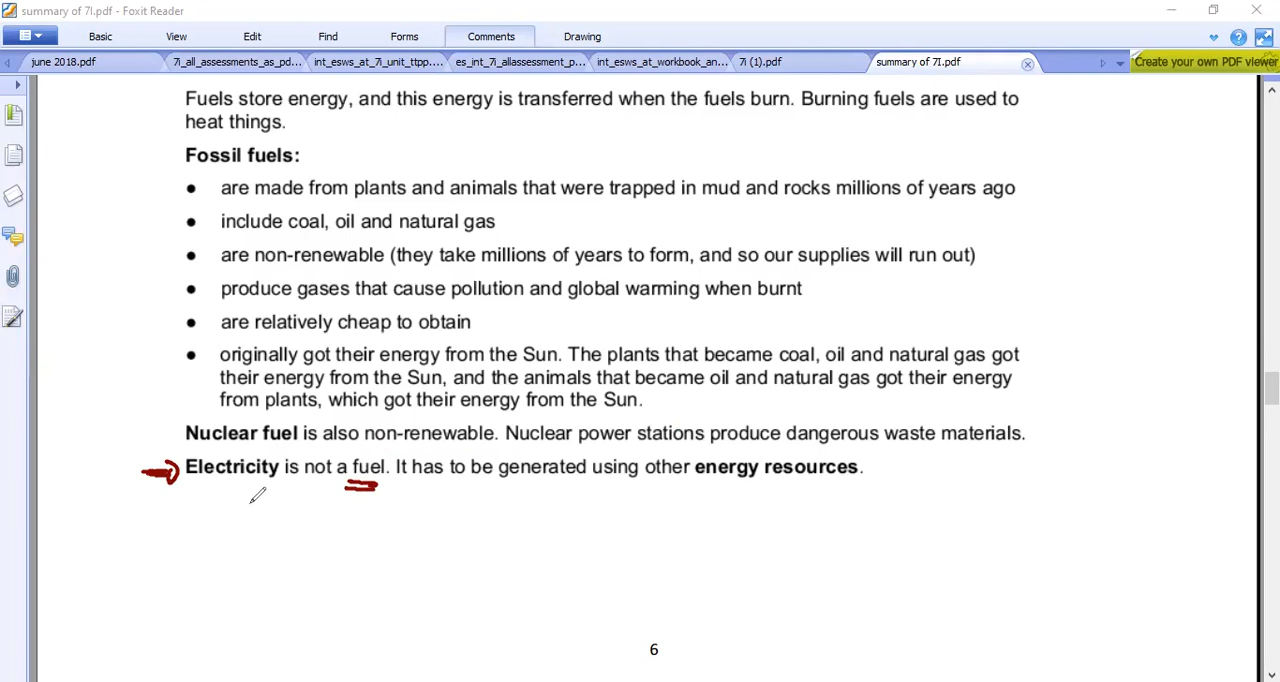 summary of 7I.pdf - Foxit Reader
Basic View Edit Find Forms Comments Drawing
june 2018.pdf 7i_all_assessments_as_pd... int_esws_at_7i_unit_ttpp.... es_int_7i_allassessment_p... int_esws_at_workbook_an... 7i (1).pdf summary of 7I.pdf Create your own PDF viewer
Fuels store energy, and this energy is transferred when the fuels burn. Burning fuels are used to
heat things.
Fossil fuels:
● are made from plants and animals that were trapped in mud and rocks millions of years ago
● include coal, oil and natural gas
● are non-renewable (they take millions of years to form, and so our supplies will run out)
● produce gases that cause pollution and global warming when burnt
● are relatively cheap to obtain
● originally got their energy from the Sun. The plants that became coal, oil and natural gas got
their energy from the Sun, and the animals that became oil and natural gas got their energy
from plants, which got their energy from the Sun.
Nuclear fuel is also non-renewable. Nuclear power stations produce dangerous waste materials.
Electricity is not a fuel. It has to be generated using other energy resources.
6